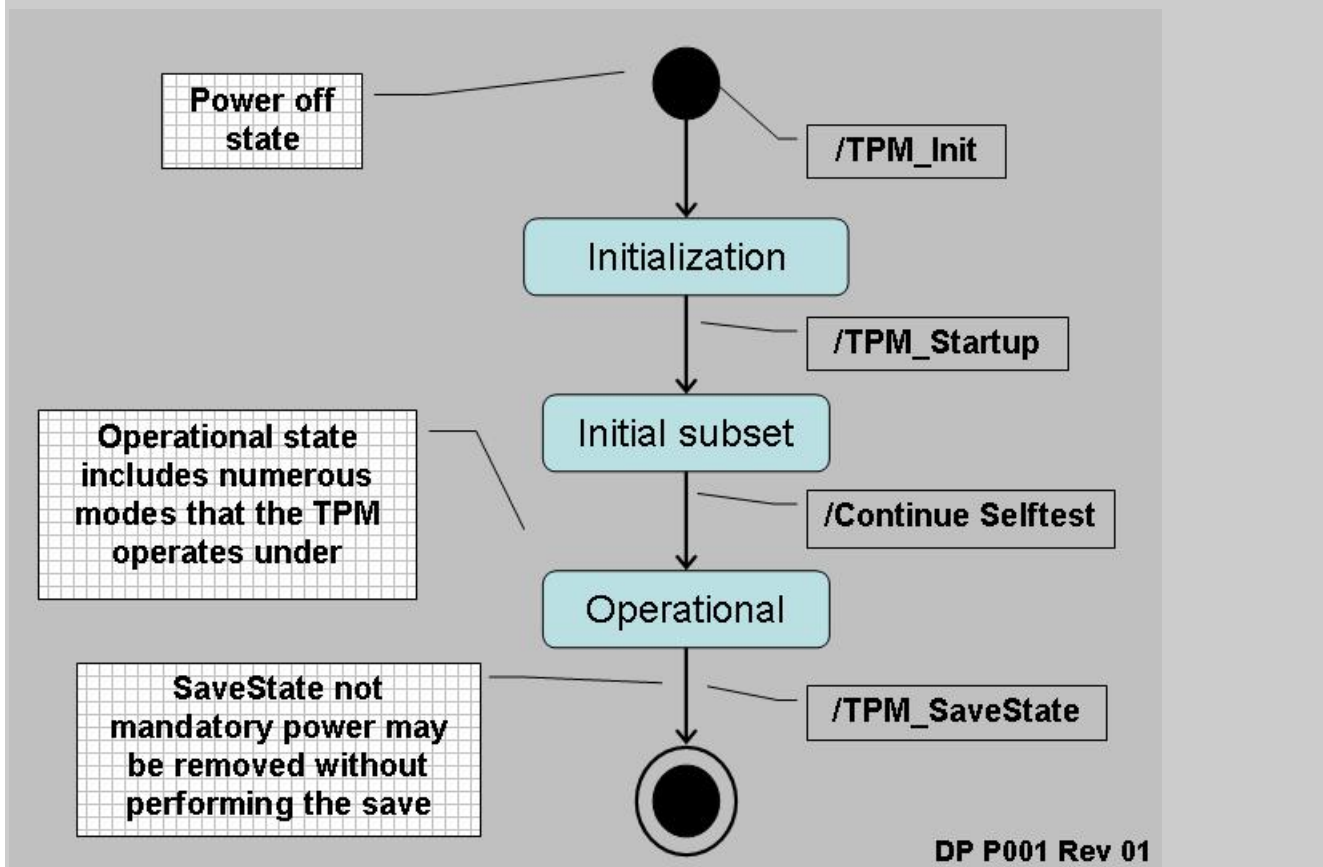 Power off
state
/TPM_Init
Initialization
/TPM_Startup
Initial subset
Operational state
includes numerous
modes that the TPM
operates under
/Continue Selftest
Operational
SaveState not
mandatory power may
be removed without
performing the save
/TPM_SaveState
DP P001 Rev 01